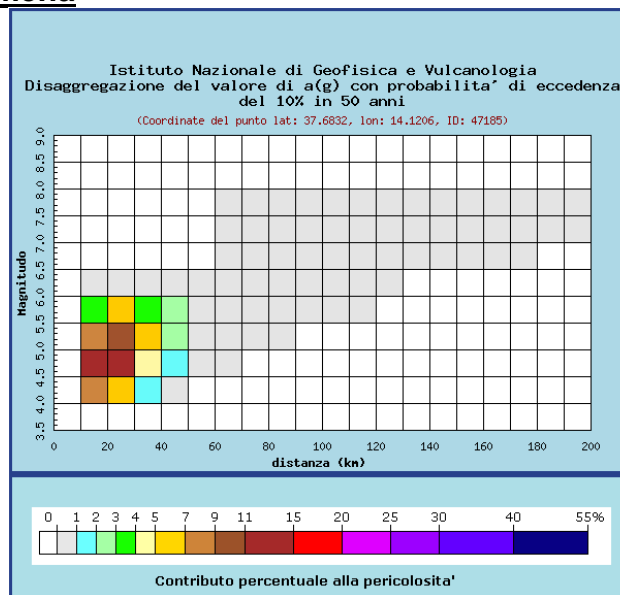 Istituto Nazionale di Geofisica e Vulcanologia
Disaggregazione del valore di a(g) con probabilita´ di eccedenza
del 10% in 50 anni
(Coordinate del punto lat: 37.6832, lon: 14.1206, ID: 47185)
9.0
8.5
8.0
7.5
7.0
6.5
6.0
5.5
5.0
4.5
4.0
3.5
Magnitudo
0 20 40 60 80 100 120 140 160 180 200
distanza (km)
0 1 2 3 4 5 7 9 11 15 20 25 30 40 55%
Contributo percentuale alla pericolosita'